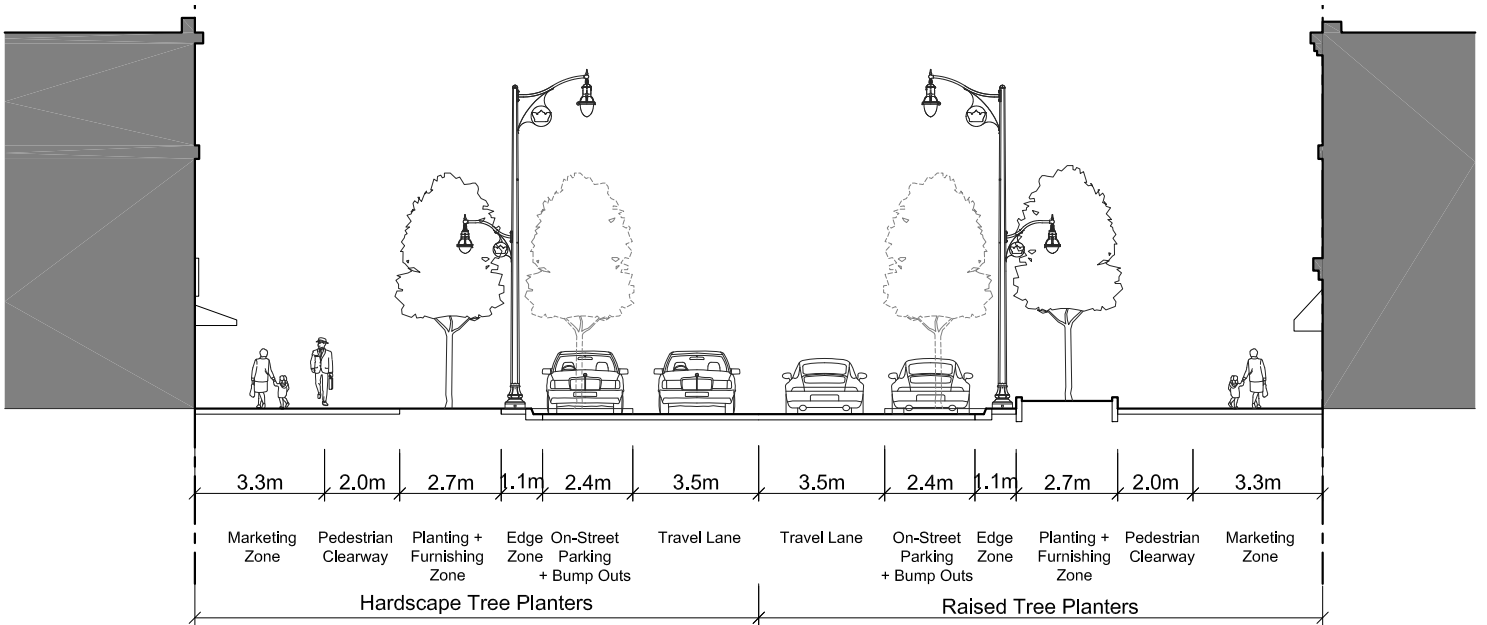 3.3m 2.0m 2.7m 1.1m 2.4m 3.5m 3.5m 2.4m 1.1m 2.7m 2.0m 3.3m
Marketing Zone
Pedestrian Clearway
Planting + Furnishing Zone
Edge Zone
On-Street Parking + Bump Outs
Travel Lane
Travel Lane
On-Street Parking + Bump Outs
Edge Zone
Planting + Furnishing Zone
Pedestrian Clearway
Marketing Zone
Hardscape Tree Planters
Raised Tree Planters